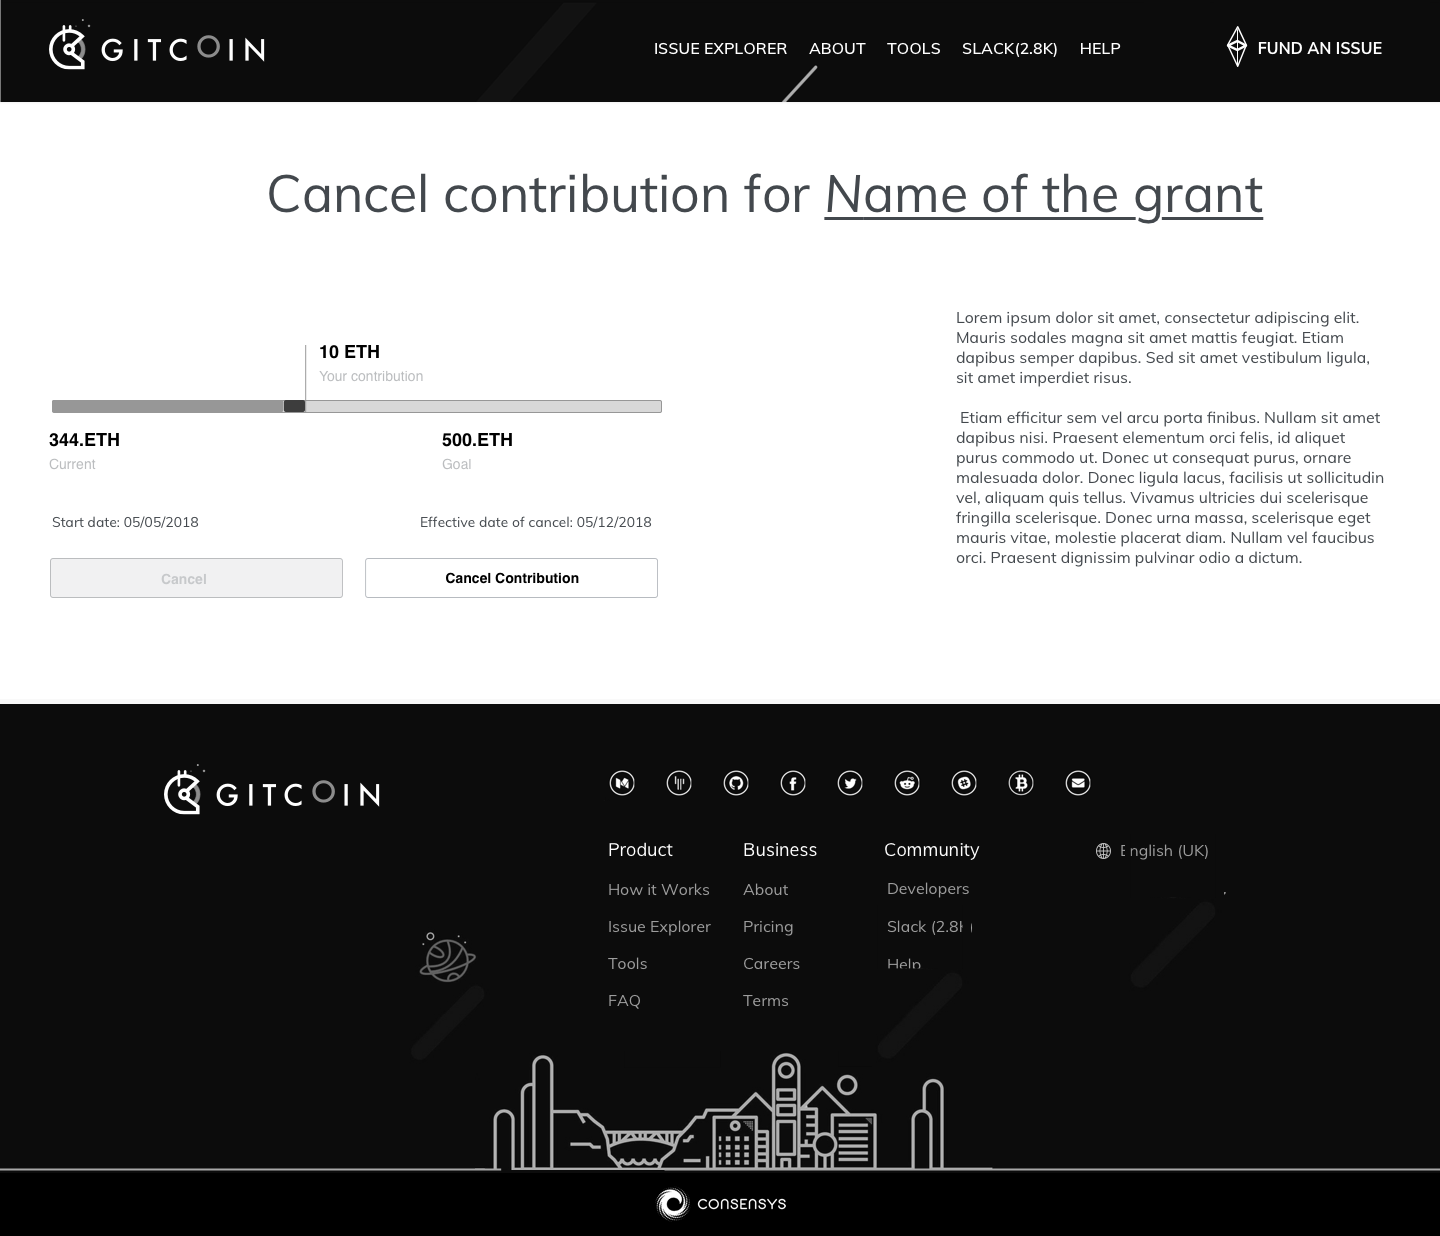 GITCOIN
ISSUE EXPLORER ABOUT TOOLS SLACK(2.8K) HELP FUND AN ISSUE
Cancel contribution for Name of the grant
10 ETH
Your contribution
344.ETH 500.ETH
Current Goal
Start date: 05/05/2018 Effective date of cancel: 05/12/2018
Cancel Cancel Contribution
Lorem ipsum dolor sit amet, consectetur adipiscing elit.
Mauris sodales magna sit amet mattis feugiat. Etiam
dapibus semper dapibus. Sed sit amet vestibulum ligula,
sit amet imperdiet risus.
Etiam efficitur sem vel arcu porta finibus. Nullam sit amet
dapibus nisi. Praesent elementum orci felis, id aliquet
purus commodo ut. Donec ut consequat purus, ornare
malesuada dolor. Donec ligula lacus, facilisis ut sollicitudin
vel, aliquam quis tellus. Vivamus ultricies dui scelerisque
fringilla scelerisque. Donec urna massa, scelerisque eget
mauris vitae, molestie placerat diam. Nullam vel faucibus
orci. Praesent dignissim pulvinar odio a dictum.
GITCOIN
Product Business Community English (UK)
How it Works About Developers
Issue Explorer Pricing Slack (2.8K)
Tools Careers Help
FAQ Terms
CONSENSYS